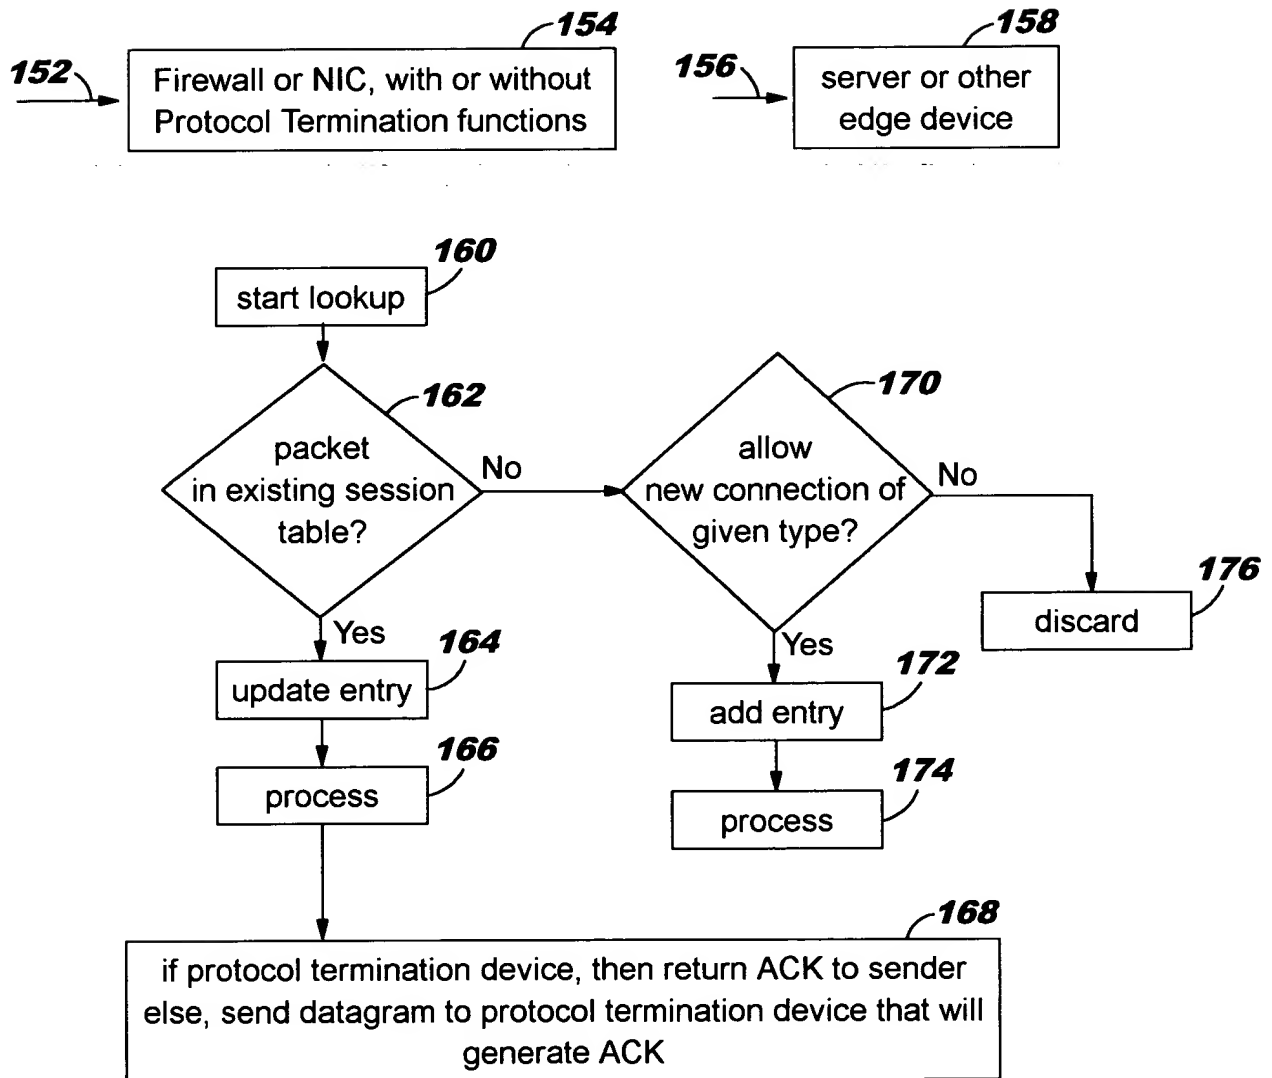 152
154
Firewall or NIC, with or without
Protocol Termination functions
156
158
server or other
edge device
160
start lookup
162
packet
in existing session
table?
No
170
allow
new connection of
given type?
No
176
discard
Yes
164
update entry
166
process
Yes
172
add entry
174
process
168
if protocol termination device, then return ACK to sender
else, send datagram to protocol termination device that will
generate ACK